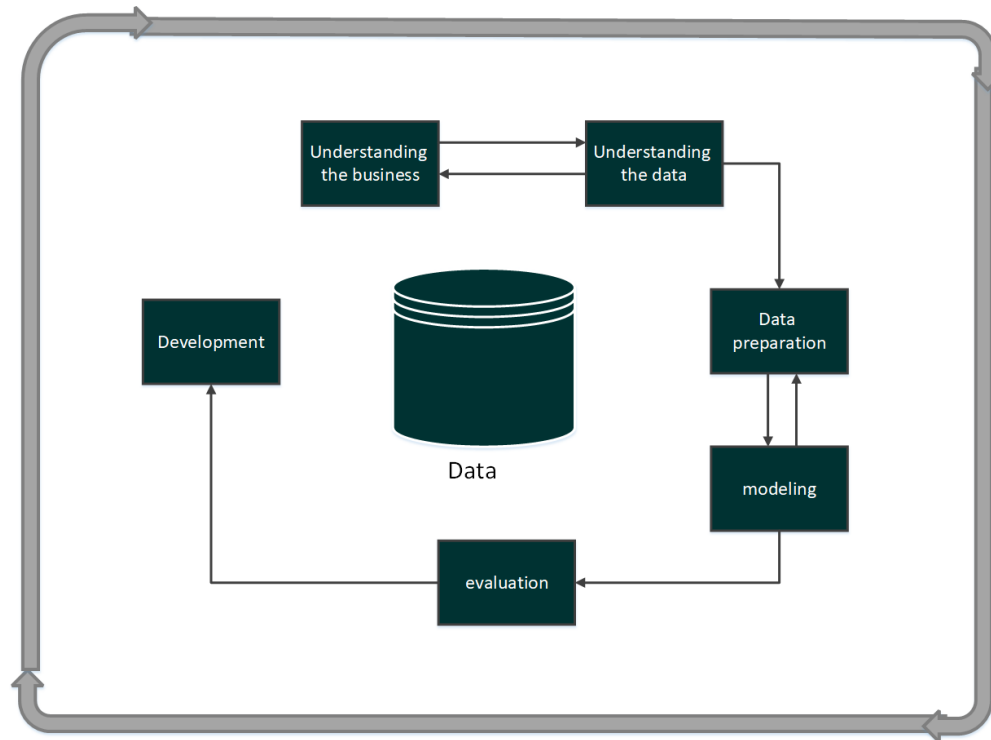 Understanding
the business
Understanding
the data
Development
Data
preparation
Data
modeling
evaluation